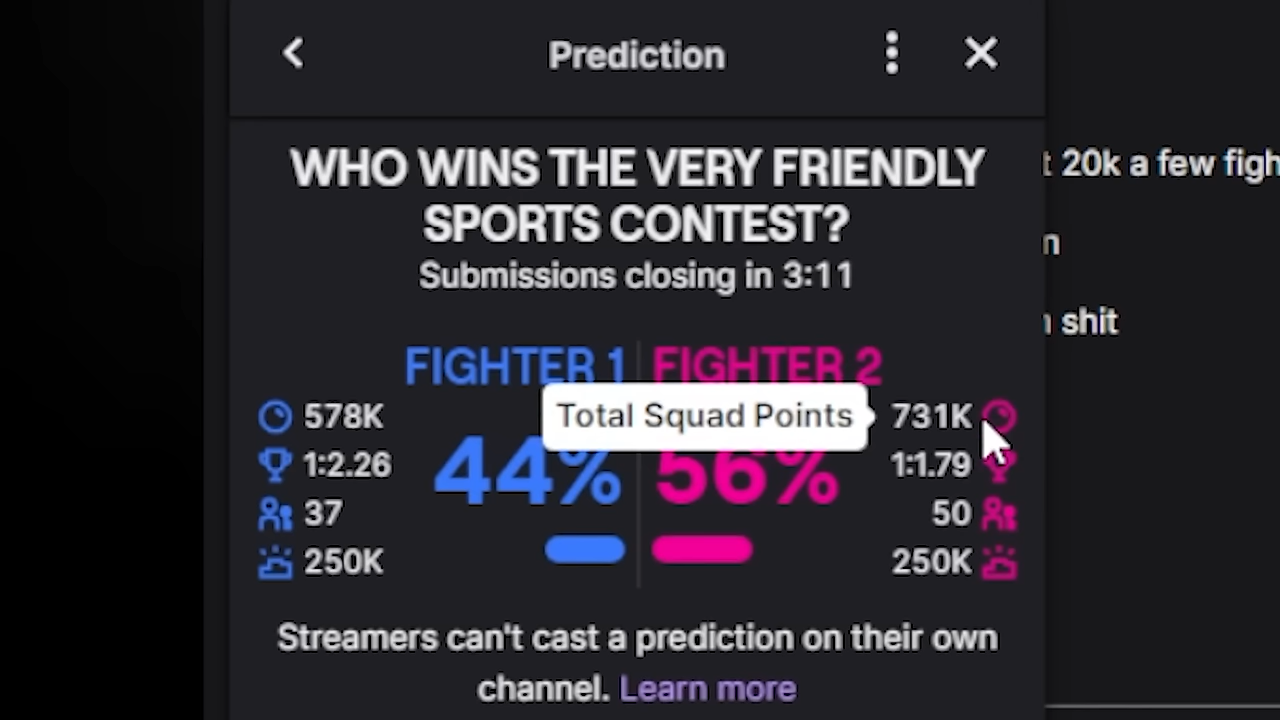 Prediction
WHO WINS THE VERY FRIENDLY
SPORTS CONTEST?
Submissions closing in 3:11
FIGHTER 1
FIGHTER 2
Total Squad Points
578K
1:2.26
37
250K
44%
56%
731K
1:1.79
50
250K
Streamers can't cast a prediction on their own
channel. Learn more
20k a few
shit